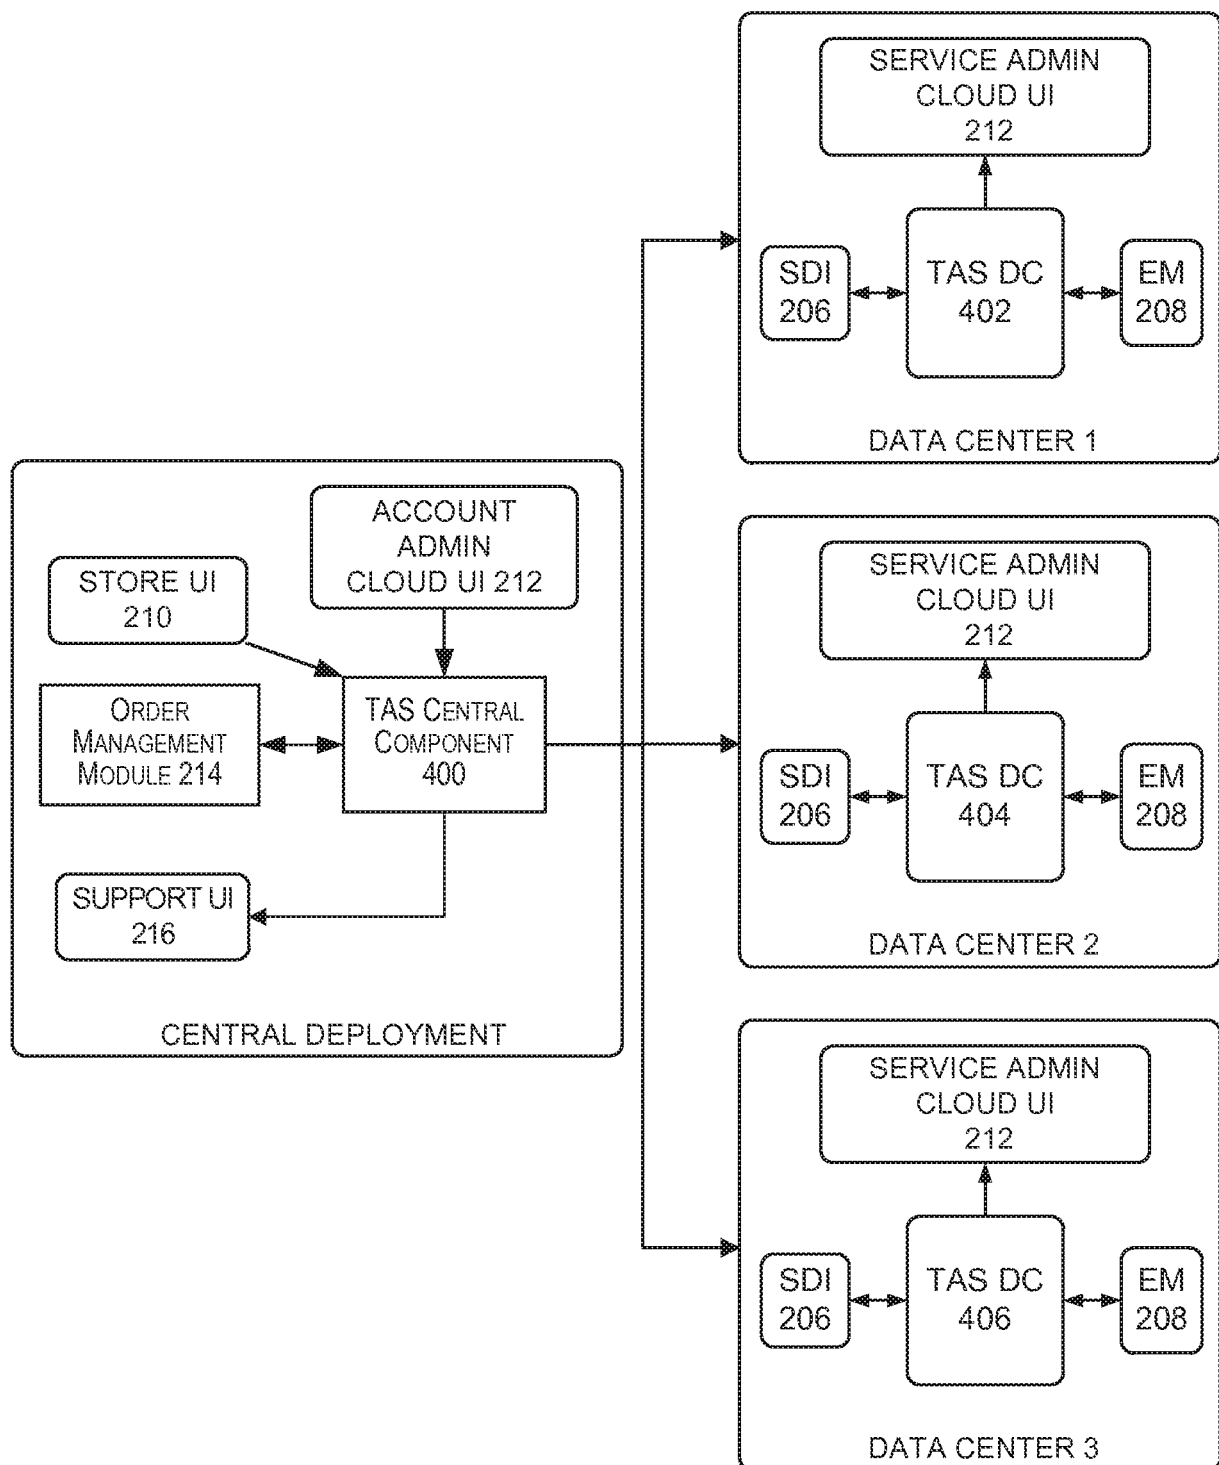 SERVICE ADMIN
CLOUD UI
212
SDI
206
TAS DC
402
EM
208
DATA CENTER 1
ACCOUNT
ADMIN
CLOUD UI 212
STORE UI
210
ORDER
MANAGEMENT
MODULE 214
TAS CENTRAL
COMPONENT
400
SUPPORT UI
216
CENTRAL DEPLOYMENT
SERVICE ADMIN
CLOUD UI
212
SDI
206
TAS DC
404
EM
208
DATA CENTER 2
SERVICE ADMIN
CLOUD UI
212
SDI
206
TAS DC
406
EM
208
DATA CENTER 3